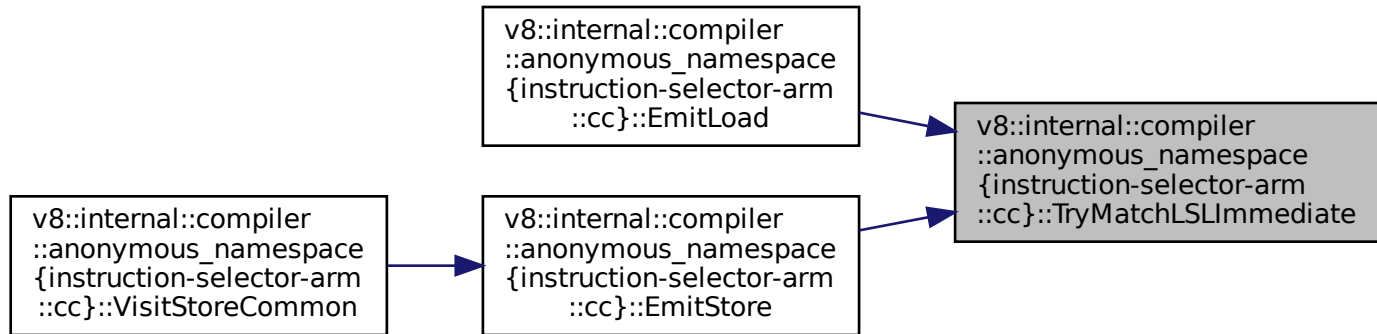 v8::internal::compiler
::anonymous_namespace
{instruction-selector-arm
::cc}::EmitLoad
v8::internal::compiler
::anonymous_namespace
{instruction-selector-arm
::cc}::TryMatchLSLImmediate
v8::internal::compiler
::anonymous_namespace
{instruction-selector-arm
::cc}::VisitStoreCommon
v8::internal::compiler
::anonymous_namespace
{instruction-selector-arm
::cc}::EmitStore